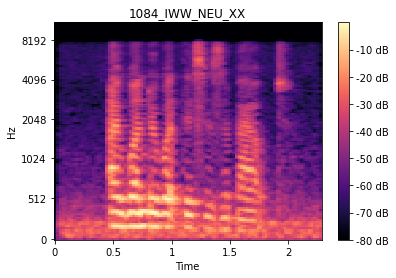 1084_IWW_NEU_XX
8192
4096
2048
1024
512
0
Hz
0
0.5
1
1.5
2
Time
-10 dB
-20 dB
-30 dB
-40 dB
-50 dB
-60 dB
-70 dB
-80 dB